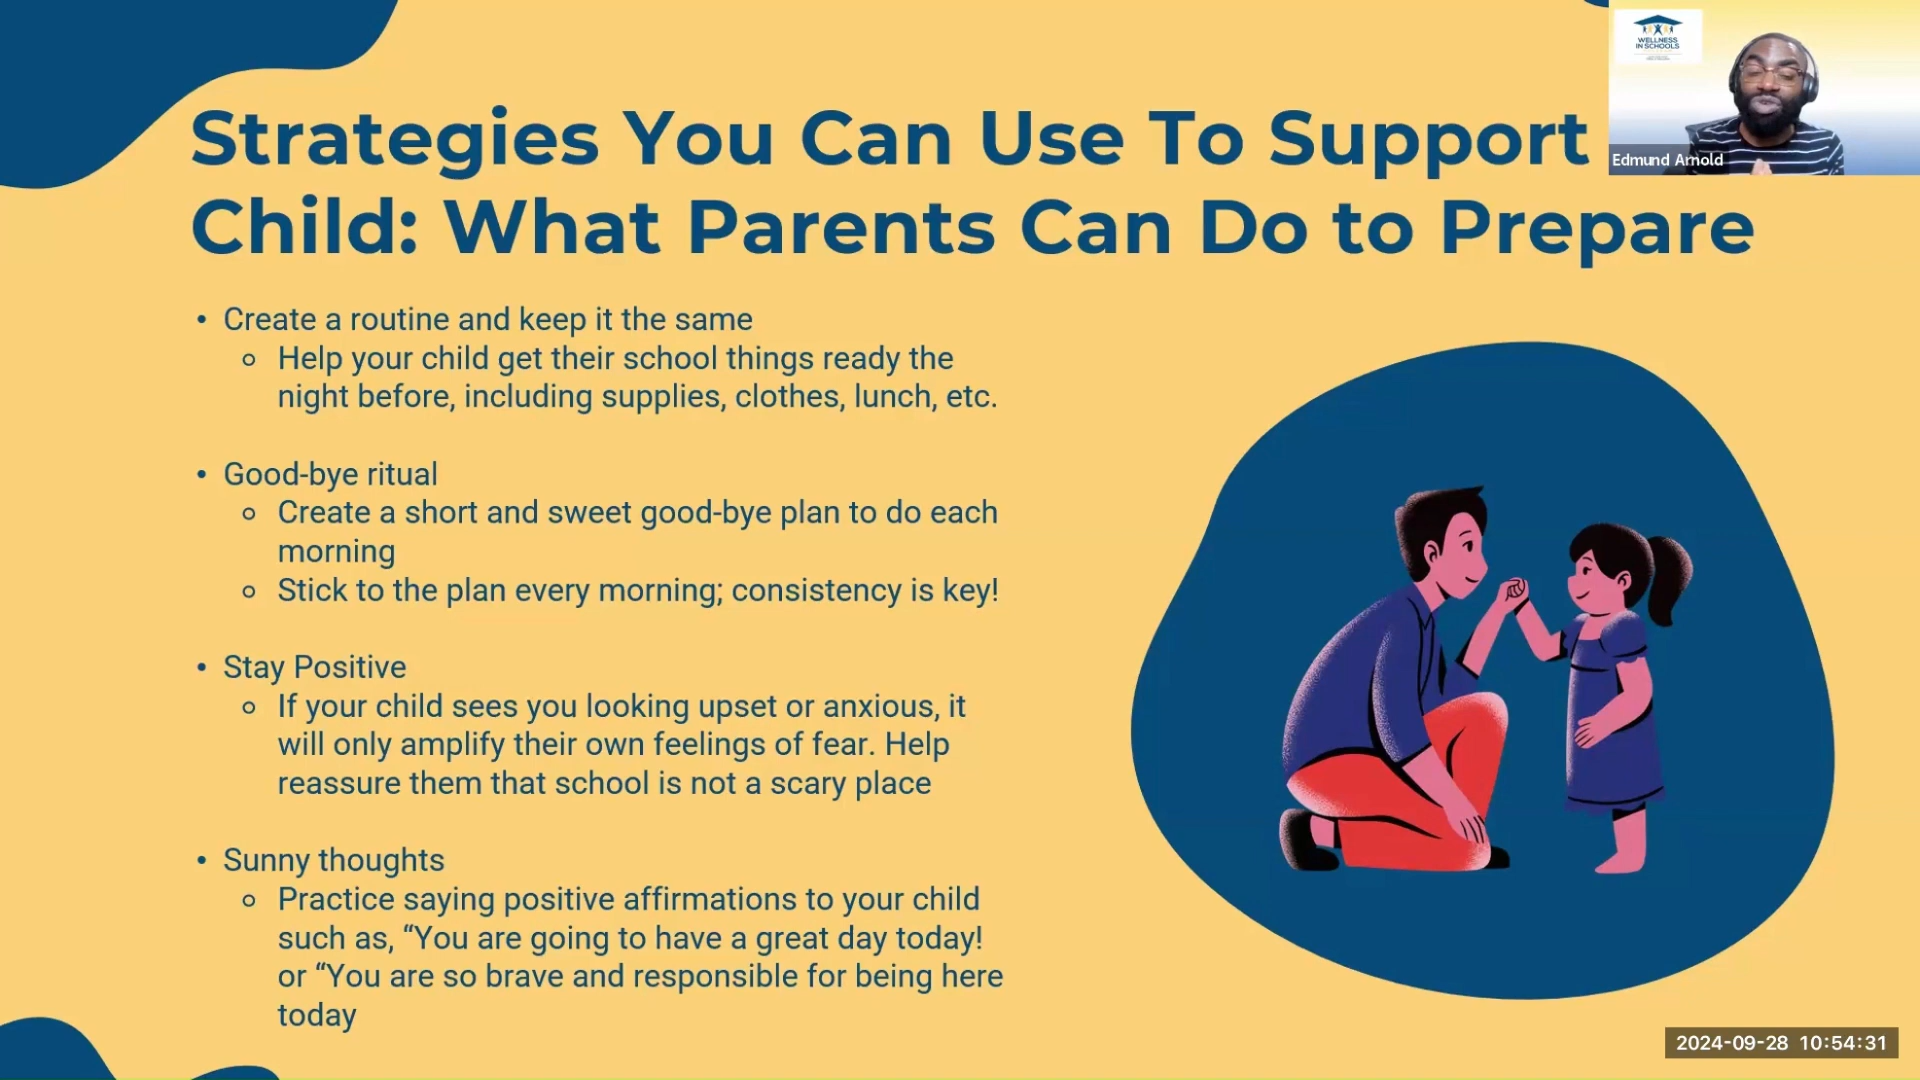 WELLNESS
IN SCHOOLS
Edmund Arnold
Strategies You Can Use To Support
Child: What Parents Can Do to Prepare
• Create a routine and keep it the same
Help your child get their school things ready the
night before, including supplies, clothes, lunch, etc.
• Good-bye ritual
Create a short and sweet good-bye plan to do each
morning
Stick to the plan every morning; consistency is key!
• Stay Positive
If your child sees you looking upset or anxious, it
will only amplify their own feelings of fear. Help
reassure them that school is not a scary place
• Sunny thoughts
Practice saying positive affirmations to your child
such as, “You are going to have a great day today!
or “You are so brave and responsible for being here
today
2024-09-28 10:54:31